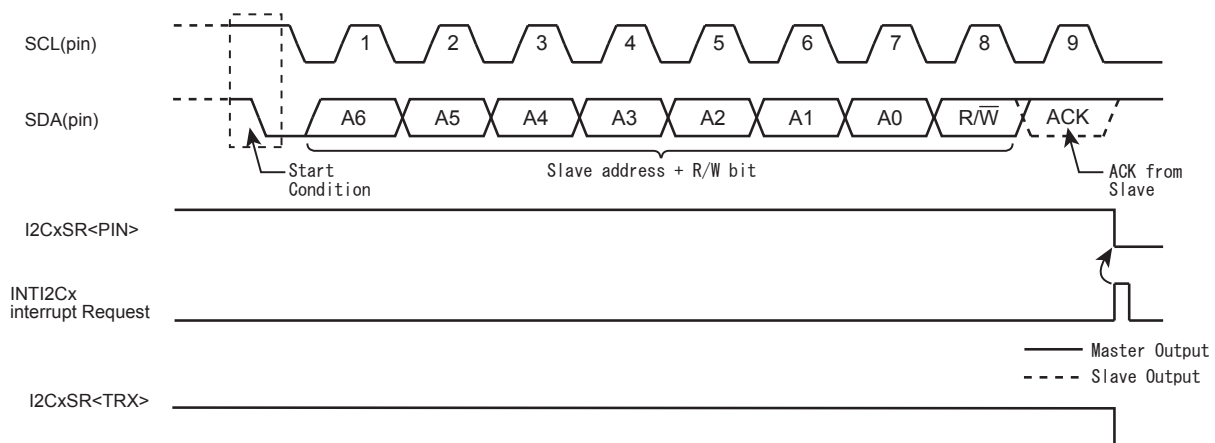 SCL(pin)
1 2 3 4 5 6 7 8 9
SDA(pin)
A6 A5 A4 A3 A2 A1 A0 R/W̅ ACK
Start
Condition
Slave address + R/W bit
ACK from
Slave
I2CxSR<PIN>
INTI2Cx
interrupt Request
Master Output
Slave Output
I2CxSR<TRX>